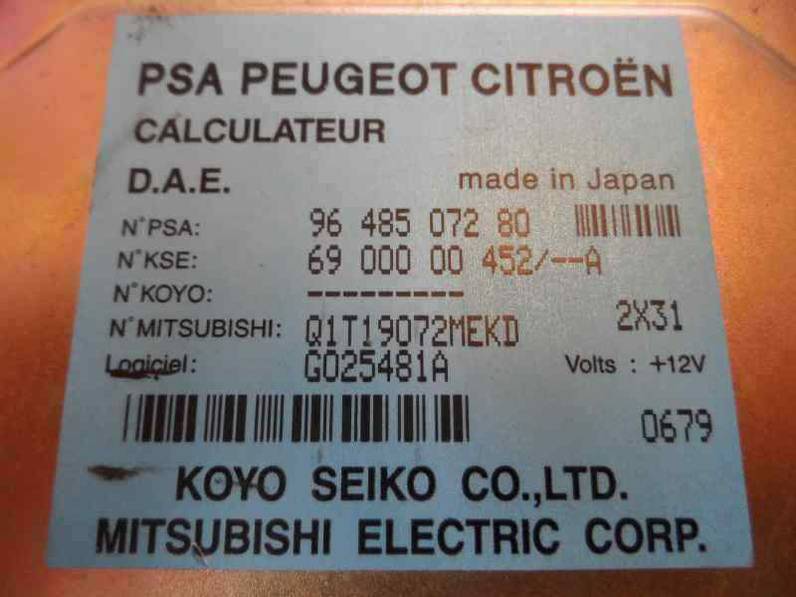 PSA PEUGEOT CITROËN
CALCULATEUR
D.A.E. made in Japan
N°PSA: 96 485 072 80
N°KSE: 69 000 00 452/--A
N°KOYO: ---------
N°MITSUBISHI: Q1T19072MEKD 2X31
Logiciel: G025481A Volts : +12V
0679
KOYO SEIKO CO.,LTD.
MITSUBISHI ELECTRIC CORP.